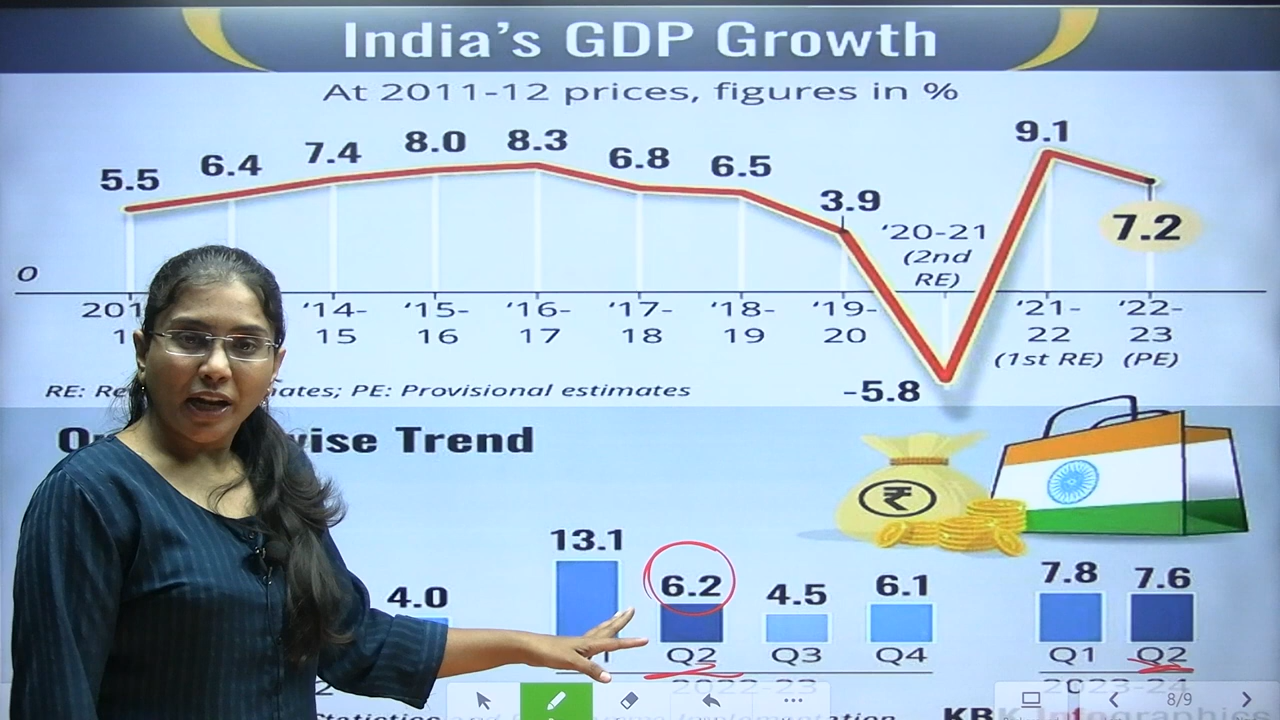 India's GDP Growth
At 2011-12 prices, figures in %
5.5 6.4 7.4 8.0 8.3 6.8 6.5 3.9 9.1 7.2
'20-21
(2nd
RE)
0
'14-15 '15-16 '16-17 '17-18 '18-19 '19-20 '21-22 (1st RE) '22-23 (PE)
-5.8
PE: Provisional estimates
Trend
4.0 13.1 6.2 4.5 6.1 7.8 7.6
Q2 Q3 Q4 Q1 Q2
2022-23 2023-24
8/9